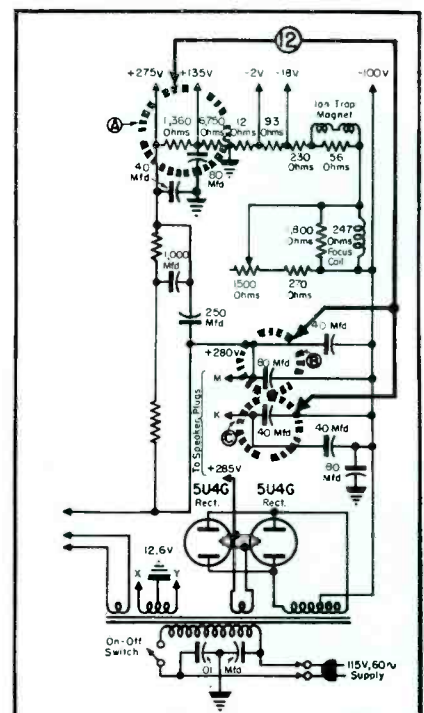 12
+275V +135V -2V -18V -100V
A
Ion Trap
Magnet
1,360
Ohms
6,750
Ohms
12
Ohms
93
Ohms
230
Ohms
56
Ohms
40
Mfd
80
Mfd
1,000
Mfd
250
Mfd
Ohms
247
Ohms
Focus
Coil
1500
Ohms
270
Ohms
40 Mfd
+280V
B
M
80 Mfd
K
40 Mfd
C
40 Mfd
80
Mfd
To Speaker Plugs
+285V
5U4G
Rect.
5U4G
Rect.
12.6V
X Y
On-Off
Switch
.01 Mfd
115V,60~
Supply